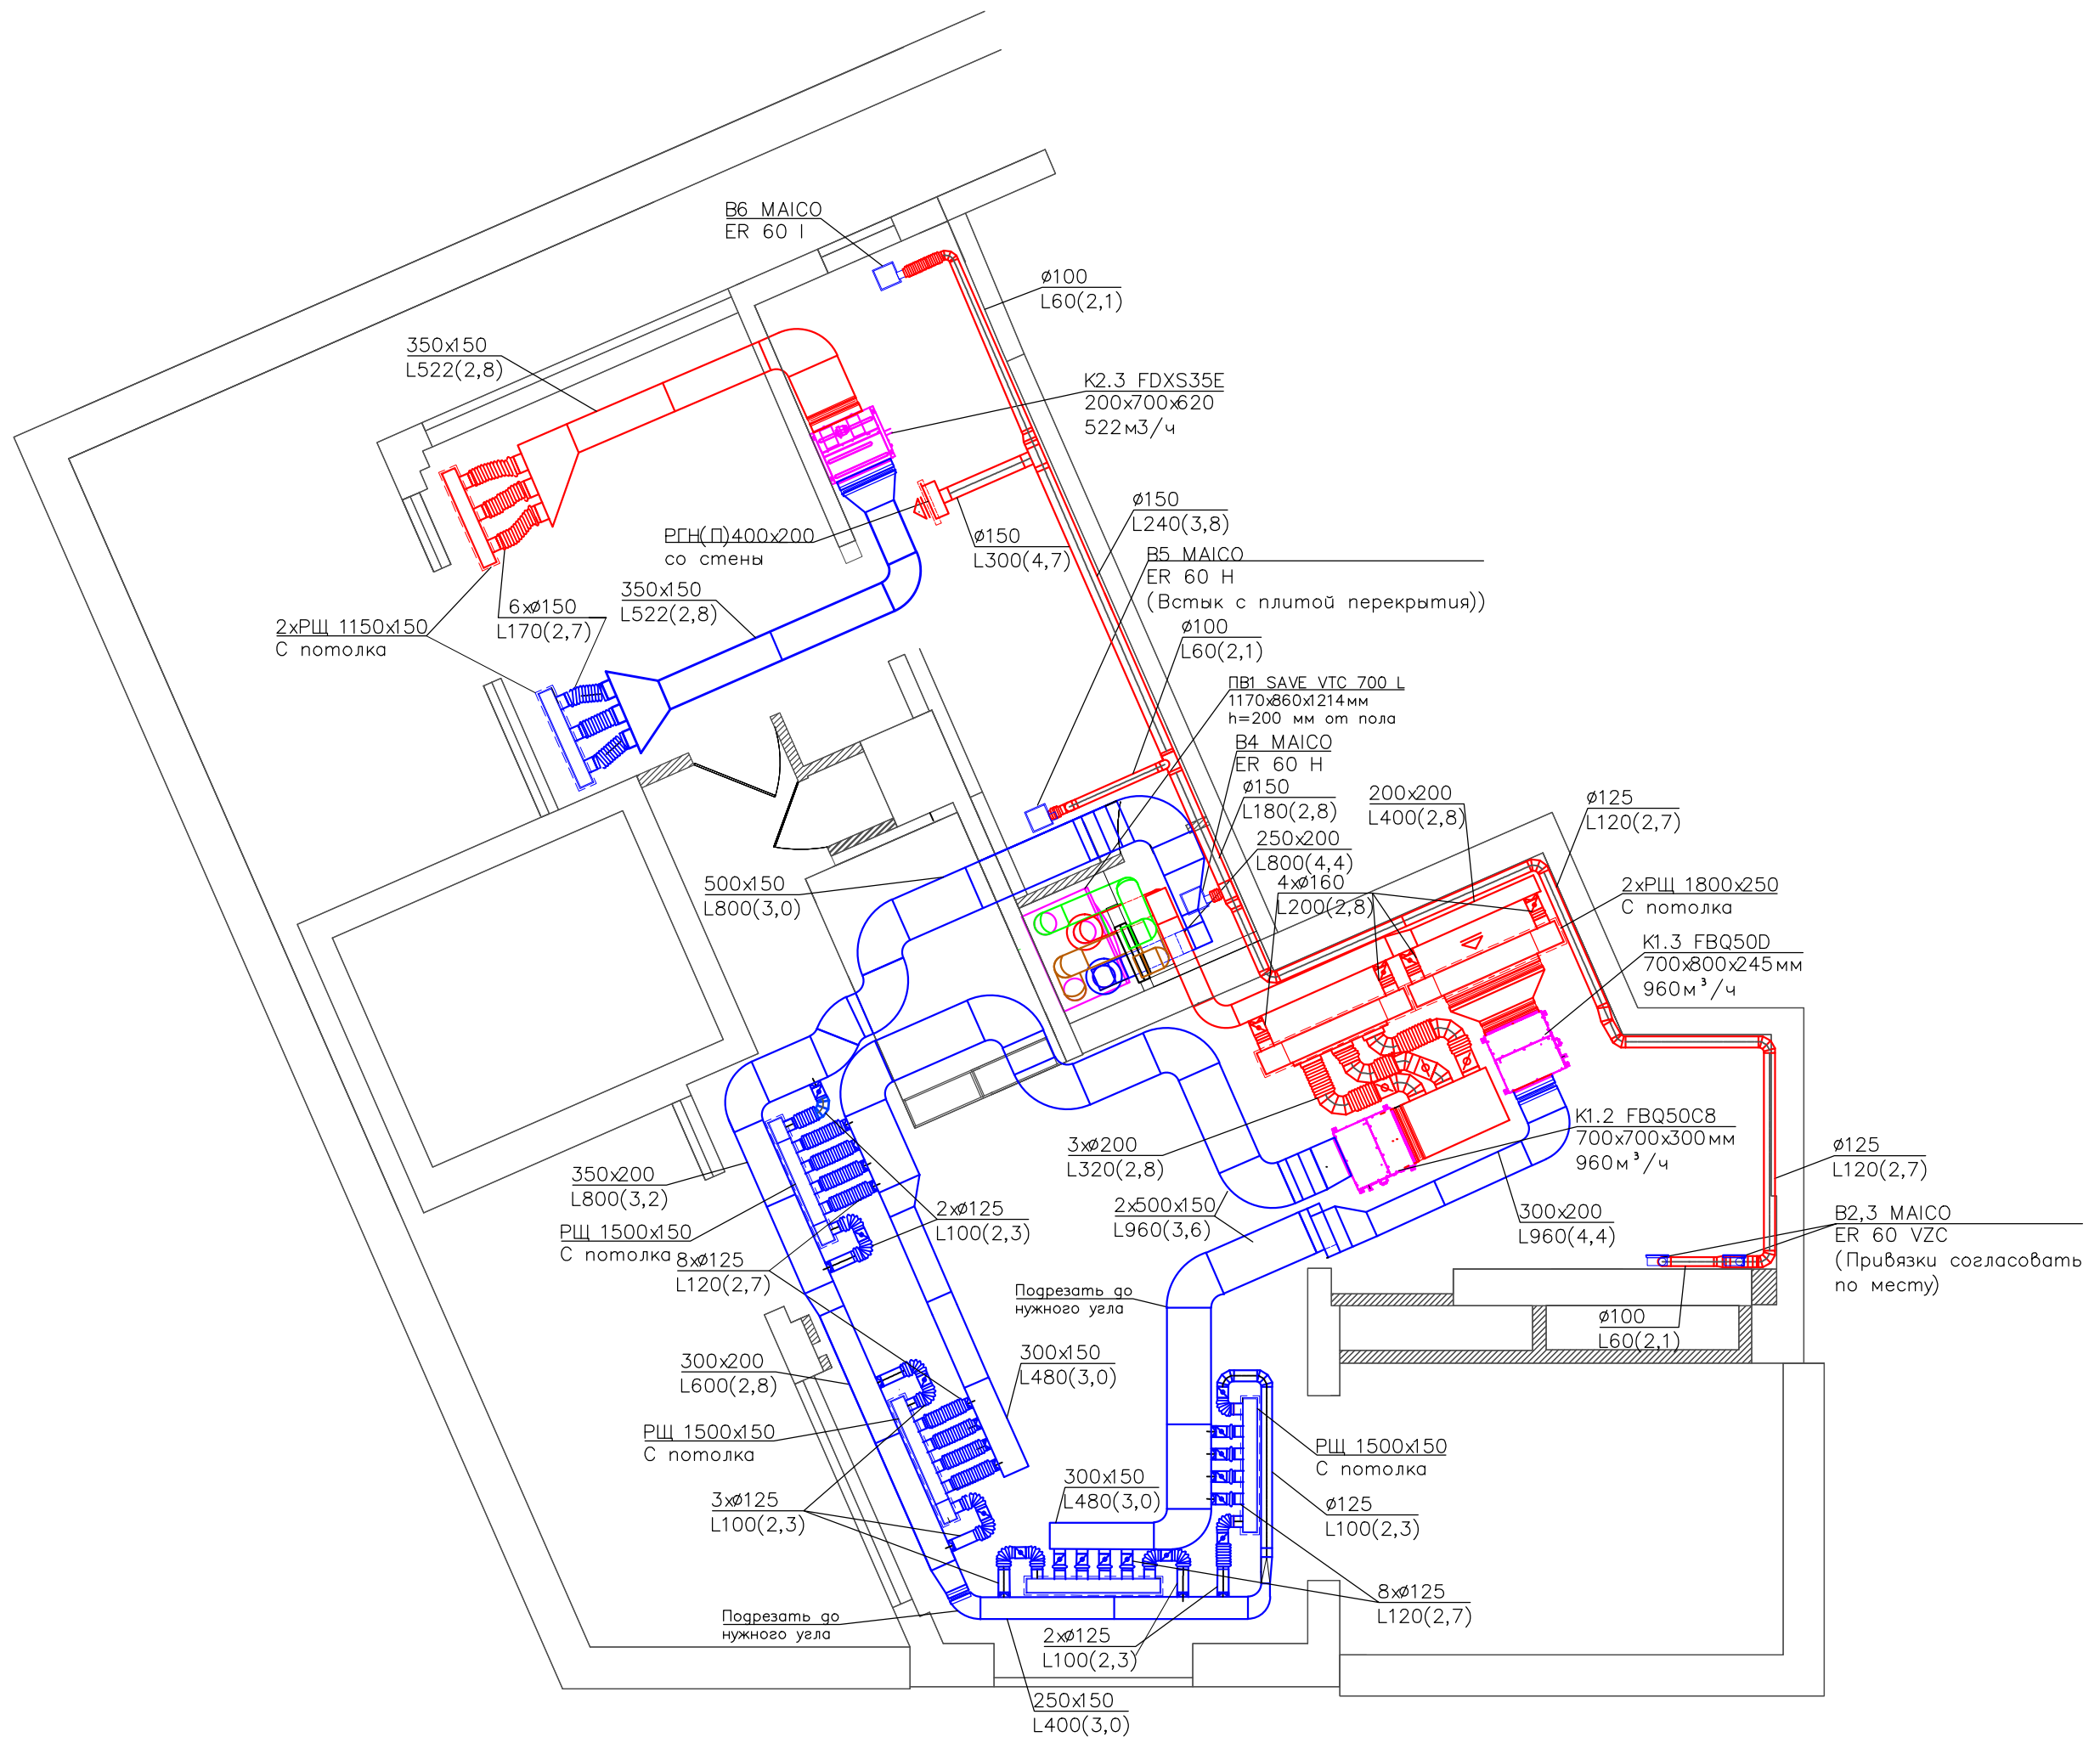 В6 MAICO
ER 60 I
ø100
L60(2,1)
350x150
L522(2,8)
К2.3 FDXS35E
200x700x620
522м3/ч
ø150
L240(3,8)
РГН(П)400x200
со стены
ø150
L300(4,7)
В5 MAICO
ER 60 H
(Встык с плитой перекрытия))
350x150
L522(2,8)
6xø150
L170(2,7)
2xРЩ 1150x150
С потолка
ø100
L60(2,1)
ПВ1 SAVE VTC 700 L
1170x860x1214мм
h=200 мм от пола
В4 MAICO
ER 60 H
ø150
L180(2,8)
200x200
L400(2,8)
ø125
L120(2,7)
250x200
L800(4,4)
4xø160
L200(2,8)
500x150
L800(3,0)
2xРЩ 1800x250
С потолка
К1.3 FBQ50D
700x800x245мм
960м³/ч
К1.2 FBQ50C8
700x700x300мм
960м³/ч
3xø200
L320(2,8)
ø125
L120(2,7)
350x200
L800(3,2)
2xø125
L100(2,3)
2x500x150
L960(3,6)
300x200
L960(4,4)
В2,3 MAICO
ER 60 VZC
(Привязки согласовать
по месту)
РЩ 1500x150
С потолка
8xø125
L120(2,7)
Подрезать до
нужного угла
ø100
L60(2,1)
300x200
L600(2,8)
300x150
L480(3,0)
РЩ 1500x150
С потолка
РЩ 1500x150
С потолка
300x150
L480(3,0)
3xø125
L100(2,3)
ø125
L100(2,3)
8xø125
L120(2,7)
Подрезать до
нужного угла
2xø125
L100(2,3)
250x150
L400(3,0)